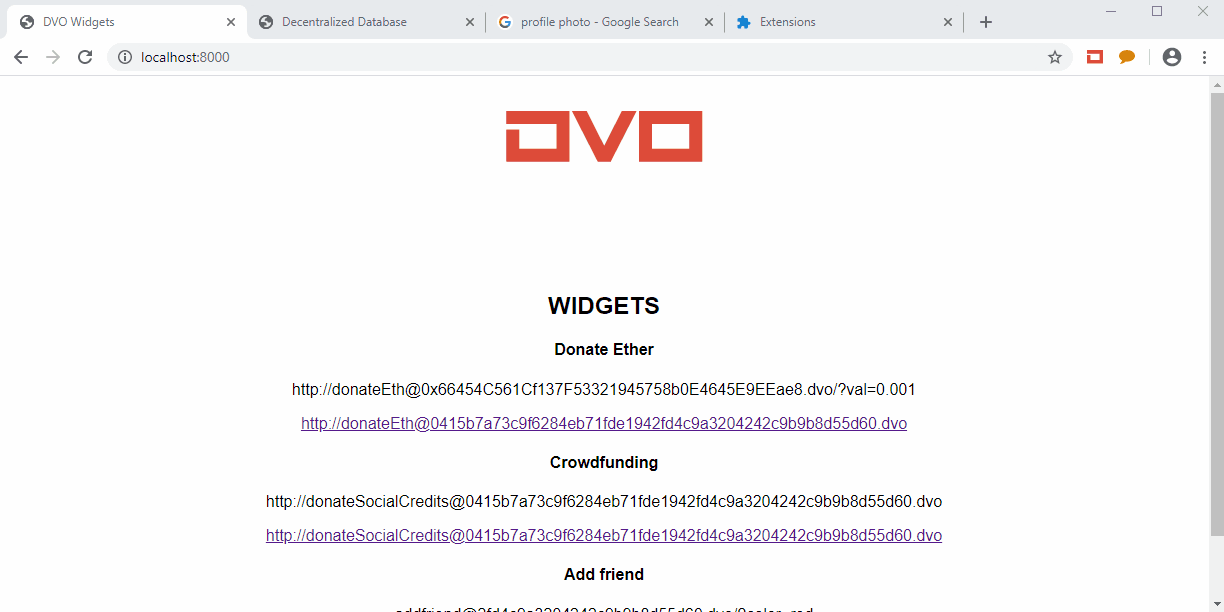 DVO Widgets
Decentralized Database
profile photo - Google Search
Extensions
localhost:8000
DVO
WIDGETS
Donate Ether
http://donateEth@0x66454C561Cf137F53321945758b0E4645E9EEae8.dvo/?val=0.001
http://donateEth@0415b7a73c9f6284eb71fde1942fd4c9a3204242c9b9b8d55d60.dvo
Crowdfunding
http://donateSocialCredits@0415b7a73c9f6284eb71fde1942fd4c9a3204242c9b9b8d55d60.dvo
http://donateSocialCredits@0415b7a73c9f6284eb71fde1942fd4c9a3204242c9b9b8d55d60.dvo
Add friend